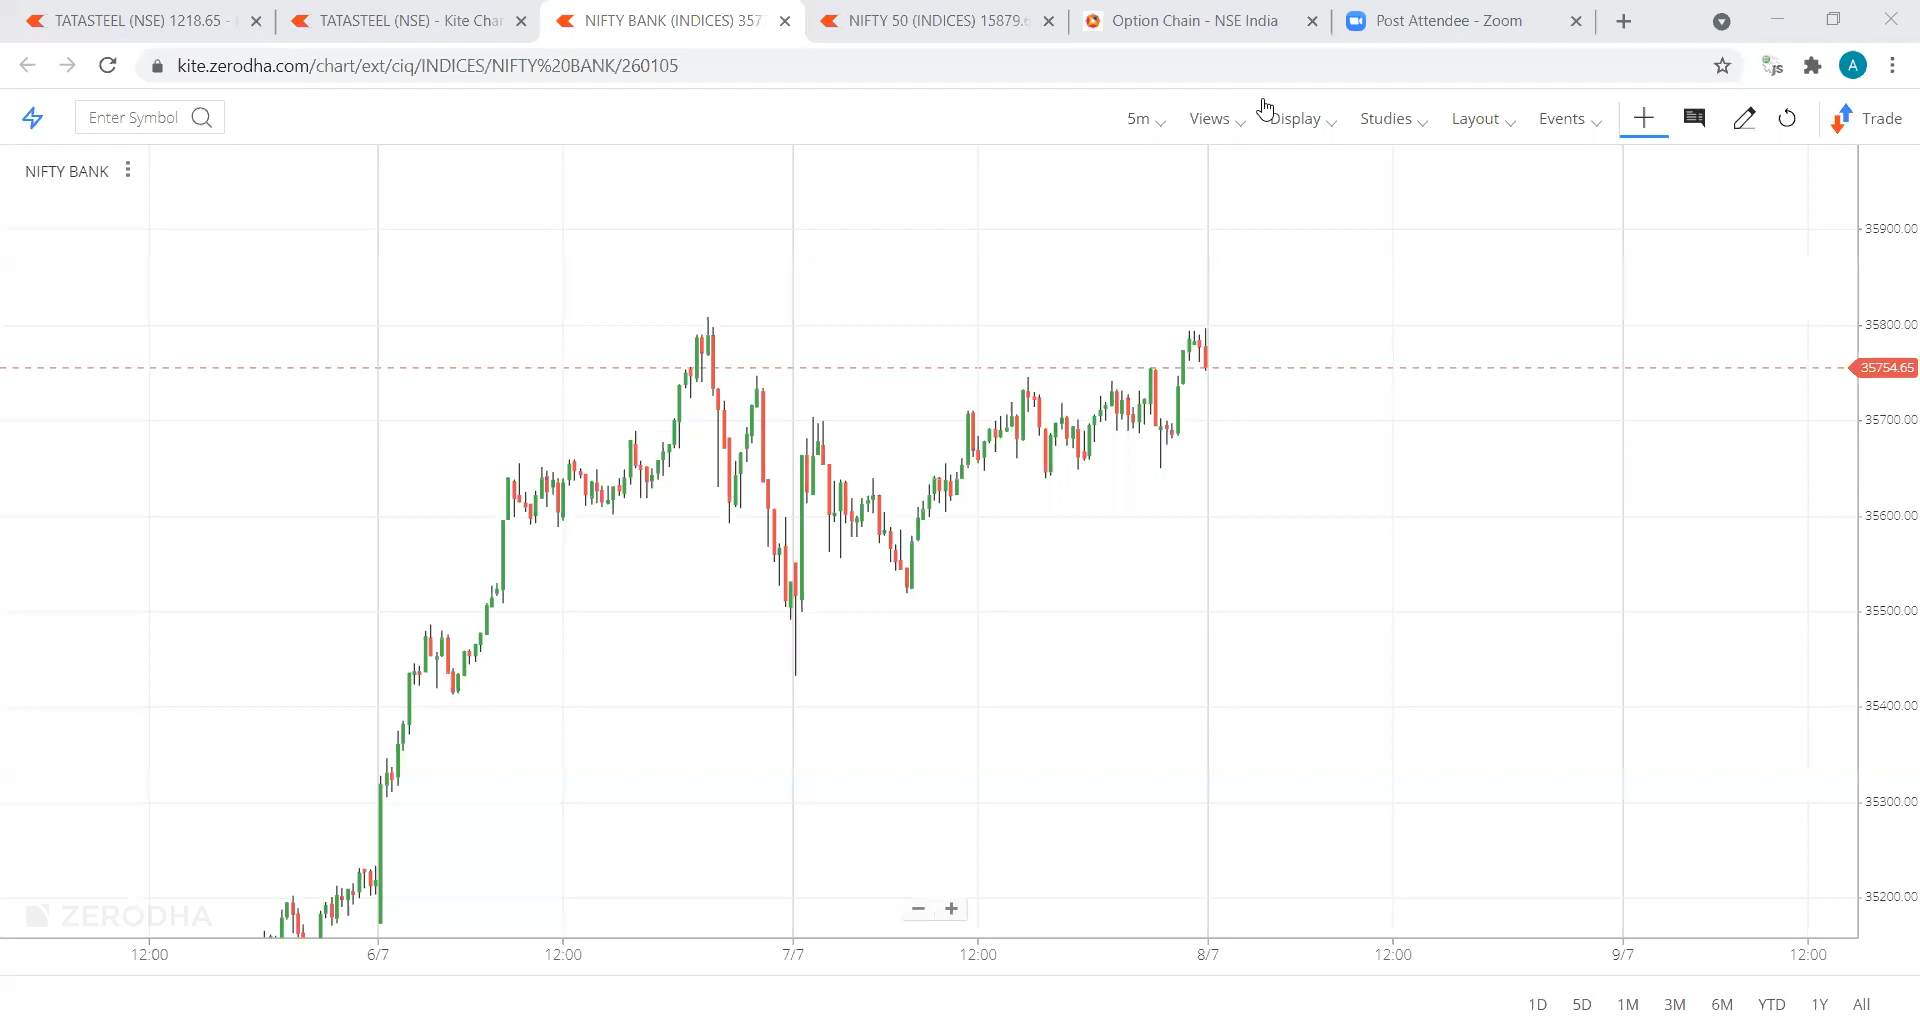 TATASTEEL (NSE) 1218.65 -
TATASTEEL (NSE) - Kite Char
NIFTY BANK (INDICES) 357
NIFTY 50 (INDICES) 15879.
Option Chain - NSE India
Post Attendee - Zoom
kite.zerodha.com/chart/ext/ciq/INDICES/NIFTY%20BANK/260105
JS
A
Enter Symbol
5m
Views
Display
Studies
Layout
Events
Trade
NIFTY BANK
35900.00
35800.00
35754.65
35700.00
35600.00
35500.00
35400.00
35300.00
35200.00
ZERODHA
12:00
6/7
12:00
7/7
12:00
8/7
12:00
9/7
12:00
1D
5D
1M
3M
6M
YTD
1Y
All